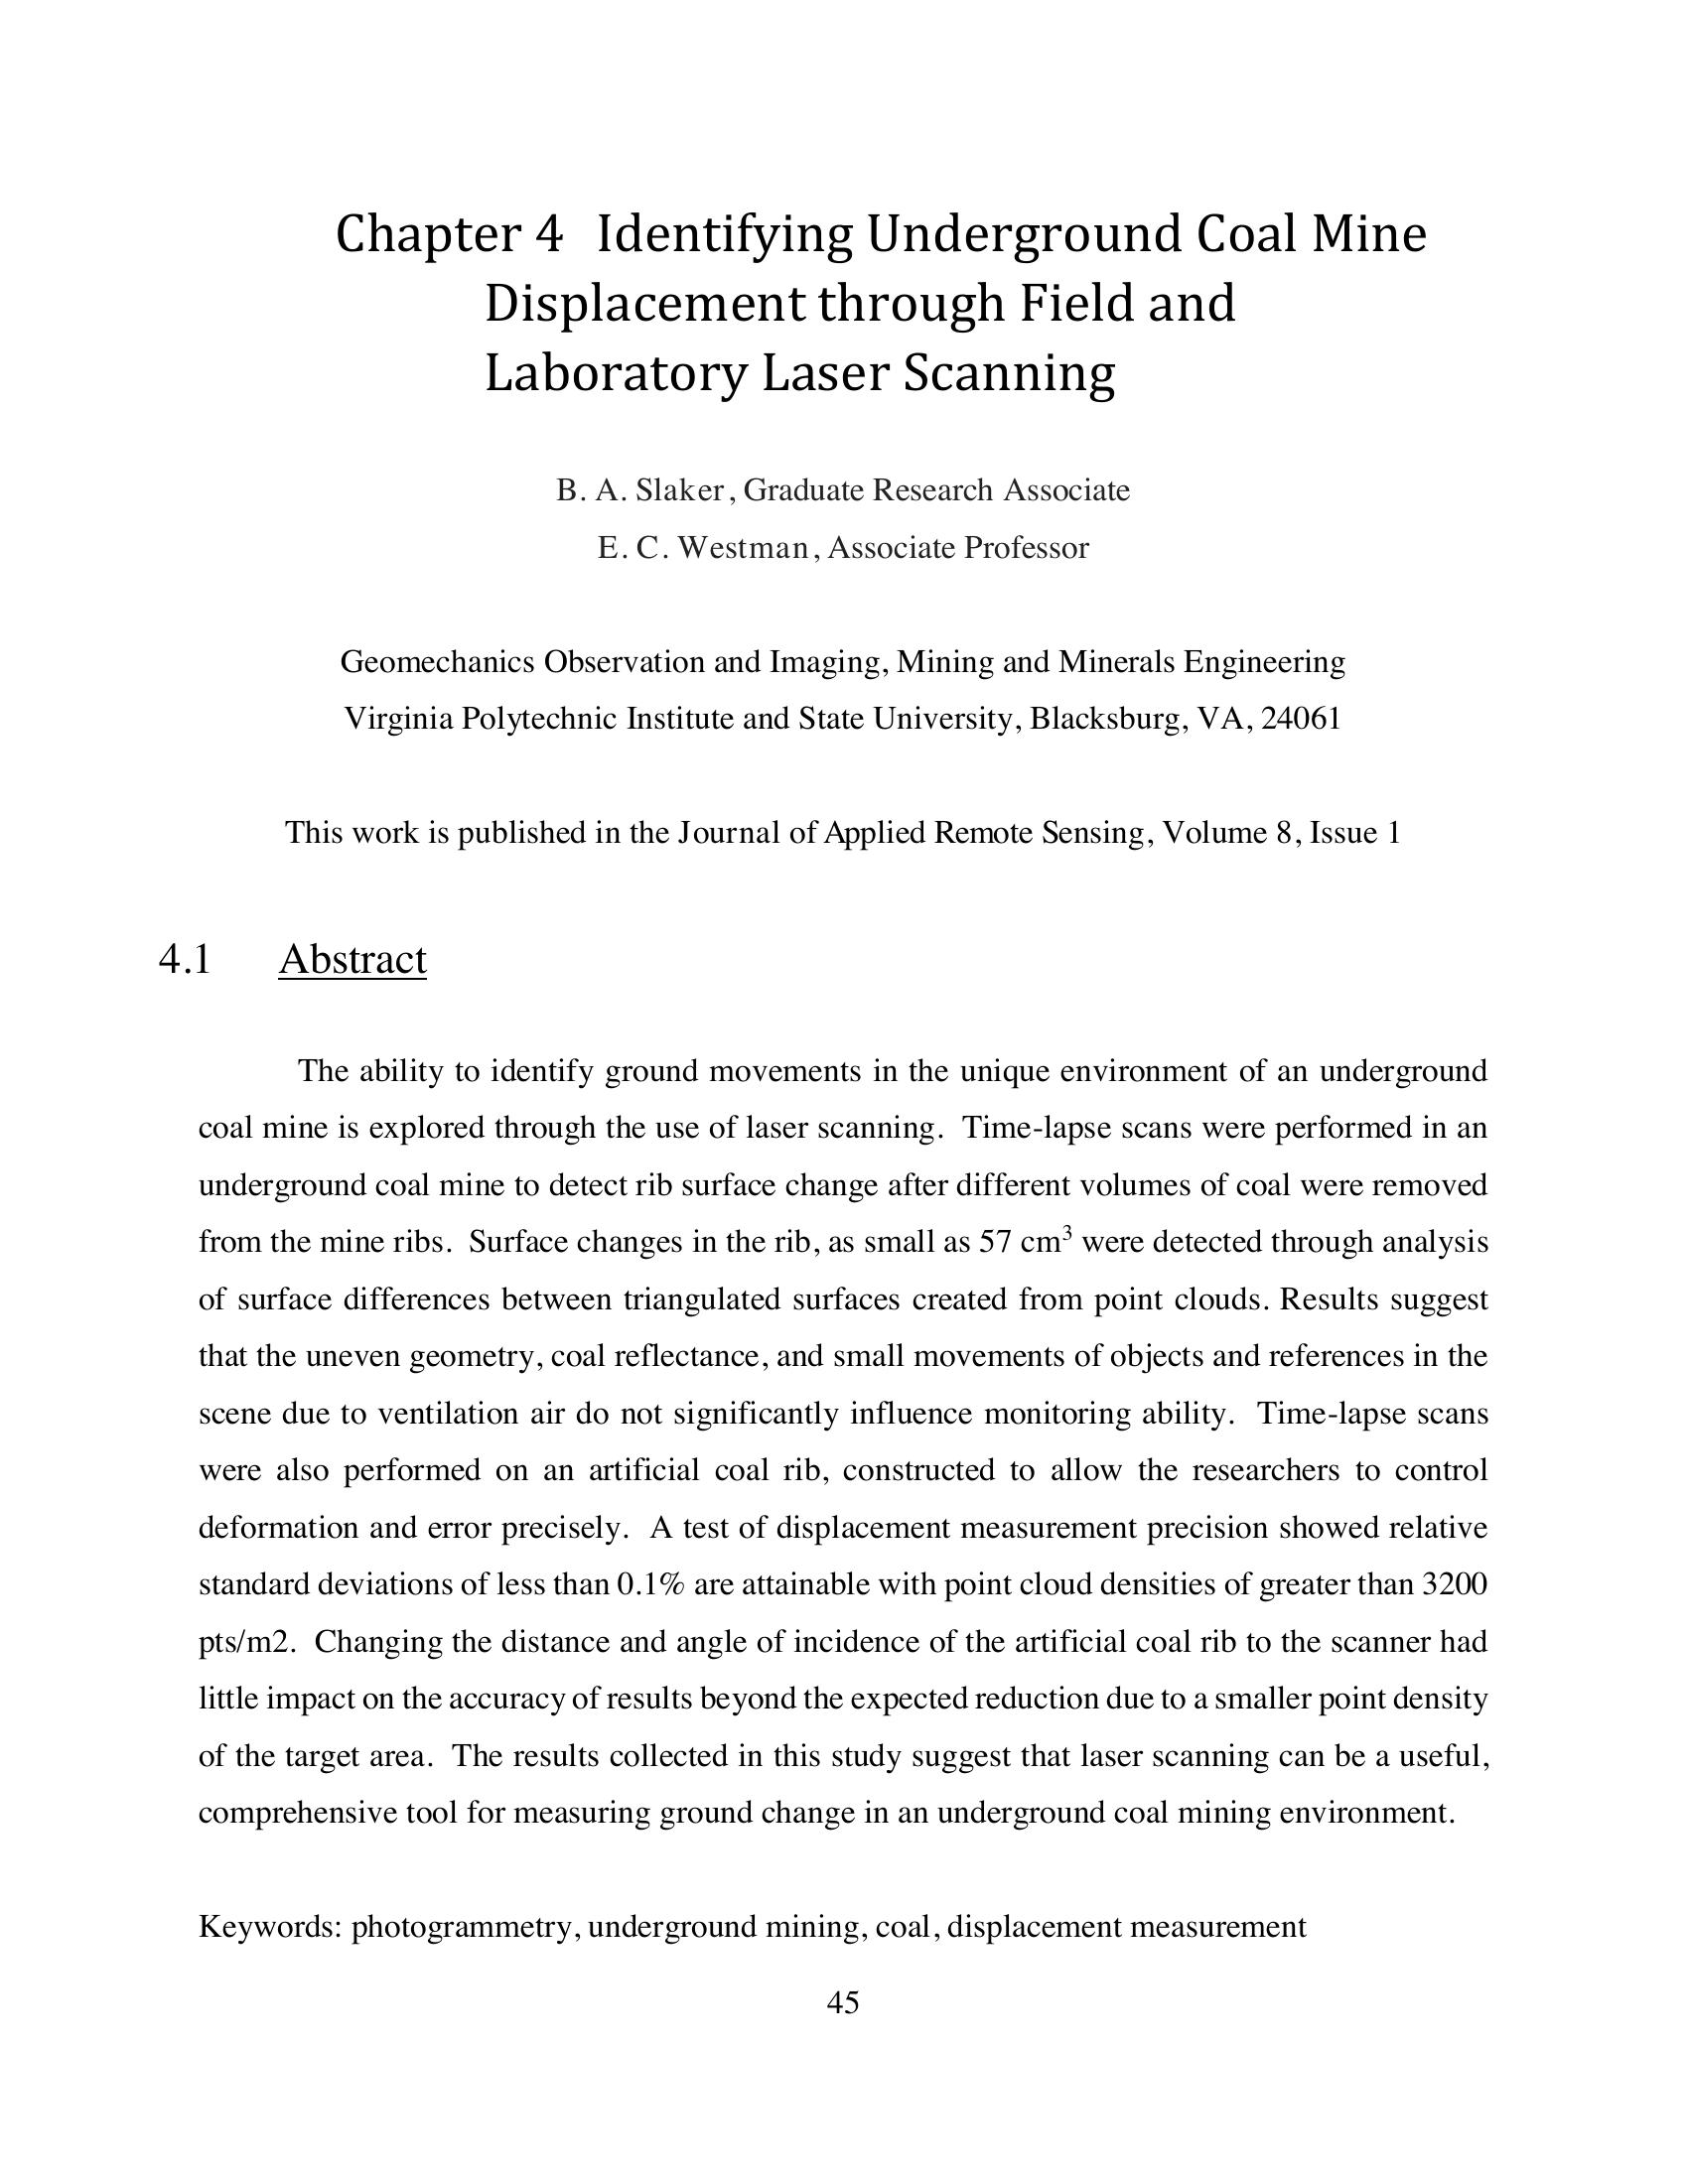 Chapter 4 Identifying Underground Coal Mine
Displacement through Field and
Laboratory Laser Scanning
B. A. Slaker, Graduate Research Associate
E. C. Westman, Associate Professor
Geomechanics Observation and Imaging, Mining and Minerals Engineering
Virginia Polytechnic Institute and State University, Blacksburg, VA, 24061
This work is published in the Journal of Applied Remote Sensing, Volume 8, Issue 1
4.1 Abstract
The ability to identify ground movements in the unique environment of an underground
coal mine is explored through the use of laser scanning. Time-lapse scans were performed in an
underground coal mine to detect rib surface change after different volumes of coal were removed
from the mine ribs. Surface changes in the rib, as small as 57 cm³ were detected through analysis
of surface differences between triangulated surfaces created from point clouds. Results suggest
that the uneven geometry, coal reflectance, and small movements of objects and references in the
scene due to ventilation air do not significantly influence monitoring ability. Time-lapse scans
were also performed on an artificial coal rib, constructed to allow the researchers to control
deformation and error precisely. A test of displacement measurement precision showed relative
standard deviations of less than 0.1% are attainable with point cloud densities of greater than 3200
pts/m2. Changing the distance and angle of incidence of the artificial coal rib to the scanner had
little impact on the accuracy of results beyond the expected reduction due to a smaller point density
of the target area. The results collected in this study suggest that laser scanning can be a useful,
comprehensive tool for measuring ground change in an underground coal mining environment.
Keywords: photogrammetry, underground mining, coal, displacement measurement
45